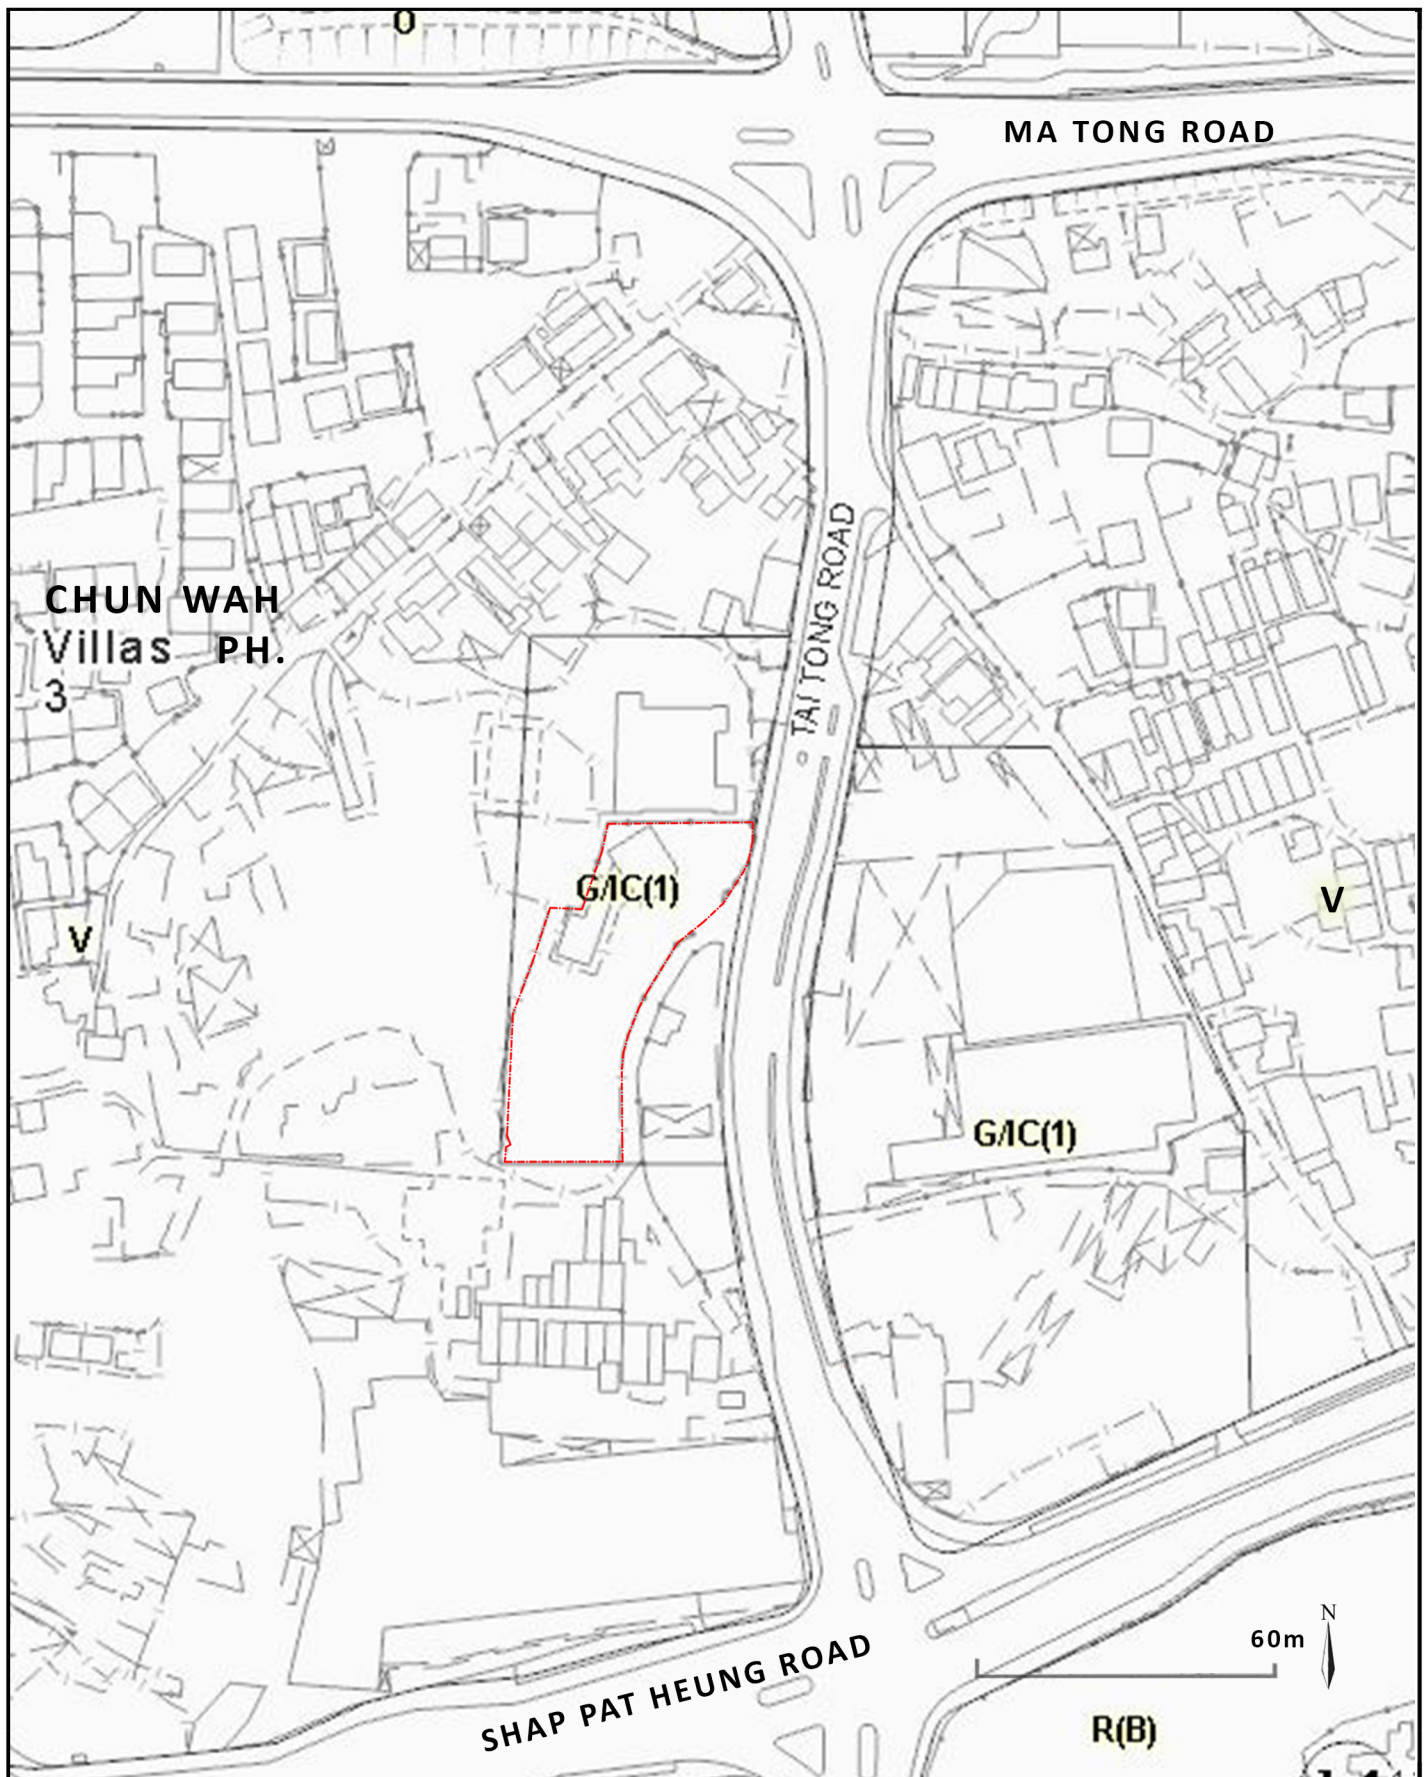 O
MA TONG ROAD
TAI TONG ROAD
CHUN WAH
Villas PH.
3
G/IC(1)
V
V
G/IC(1)
N
60m
SHAP PAT HEUNG ROAD
R(B)